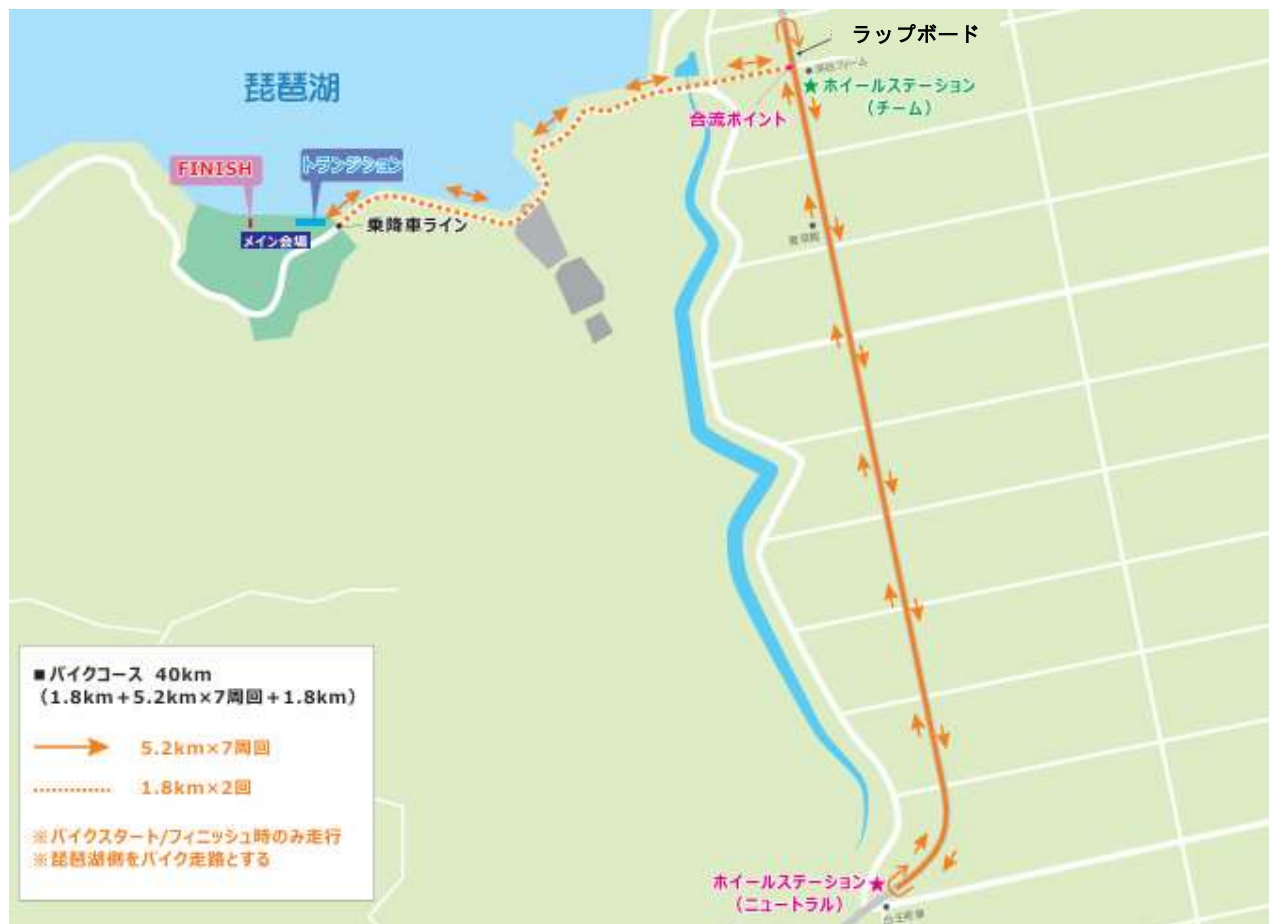 ラップボード
琵琶湖
ホイールステーション
(チーム)
合流ポイント
FINISH
トランジション
乗降車ライン
メイン会場
■バイクコース 40km
(1.8km+5.2km×7周回+1.8km)
5.2km×7周回
1.8km×2回
※バイクスタート/フィニッシュ時のみ走行
※琵琶湖側をバイク走路とする
ホイールステーション
(ニュートラル)